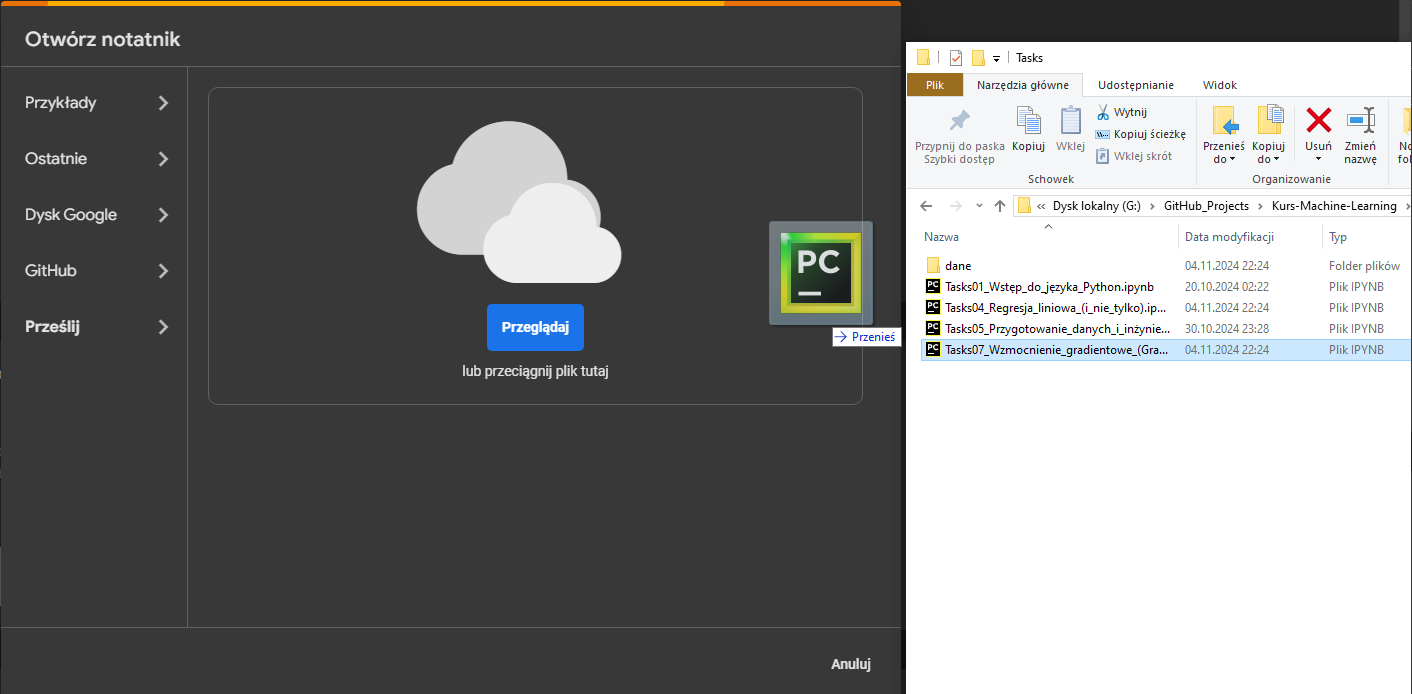 Otwórz notatnik
Przykłady
Ostatnie
Dysk Google
GitHub
Prześlij
Przeglądaj
lub przeciągnij plik tutaj
PC
Przenieś
Anuluj
Tasks
Plik
Narzędzia główne
Udostępnianie
Widok
Przypnij do paska
Szybki dostęp
Kopiuj
Wklej
Wytnij
Kopiuj ścieżkę
Wklej skrót
Schowek
Przenieś
do
Kopiuj
do
Usuń
Zmień
nazwę
Organizowanie
« Dysk lokalny (G:) > GitHub_Projects > Kurs-Machine-Learning >
Nazwa Data modyfikacji Typ
dane 04.11.2024 22:24 Folder plików
PC Tasks01_Wstęp_do_języka_Python.ipynb 20.10.2024 02:22 Plik IPYNB
PC Tasks04_Regresja_liniowa_(i_nie_tylko).ip... 04.11.2024 22:24 Plik IPYNB
PC Tasks05_Przygotowanie_danych_i_inżynie... 30.10.2024 23:28 Plik IPYNB
PC Tasks07_Wzmocnienie_gradientowe_(Gra... 04.11.2024 22:24 Plik IPYNB